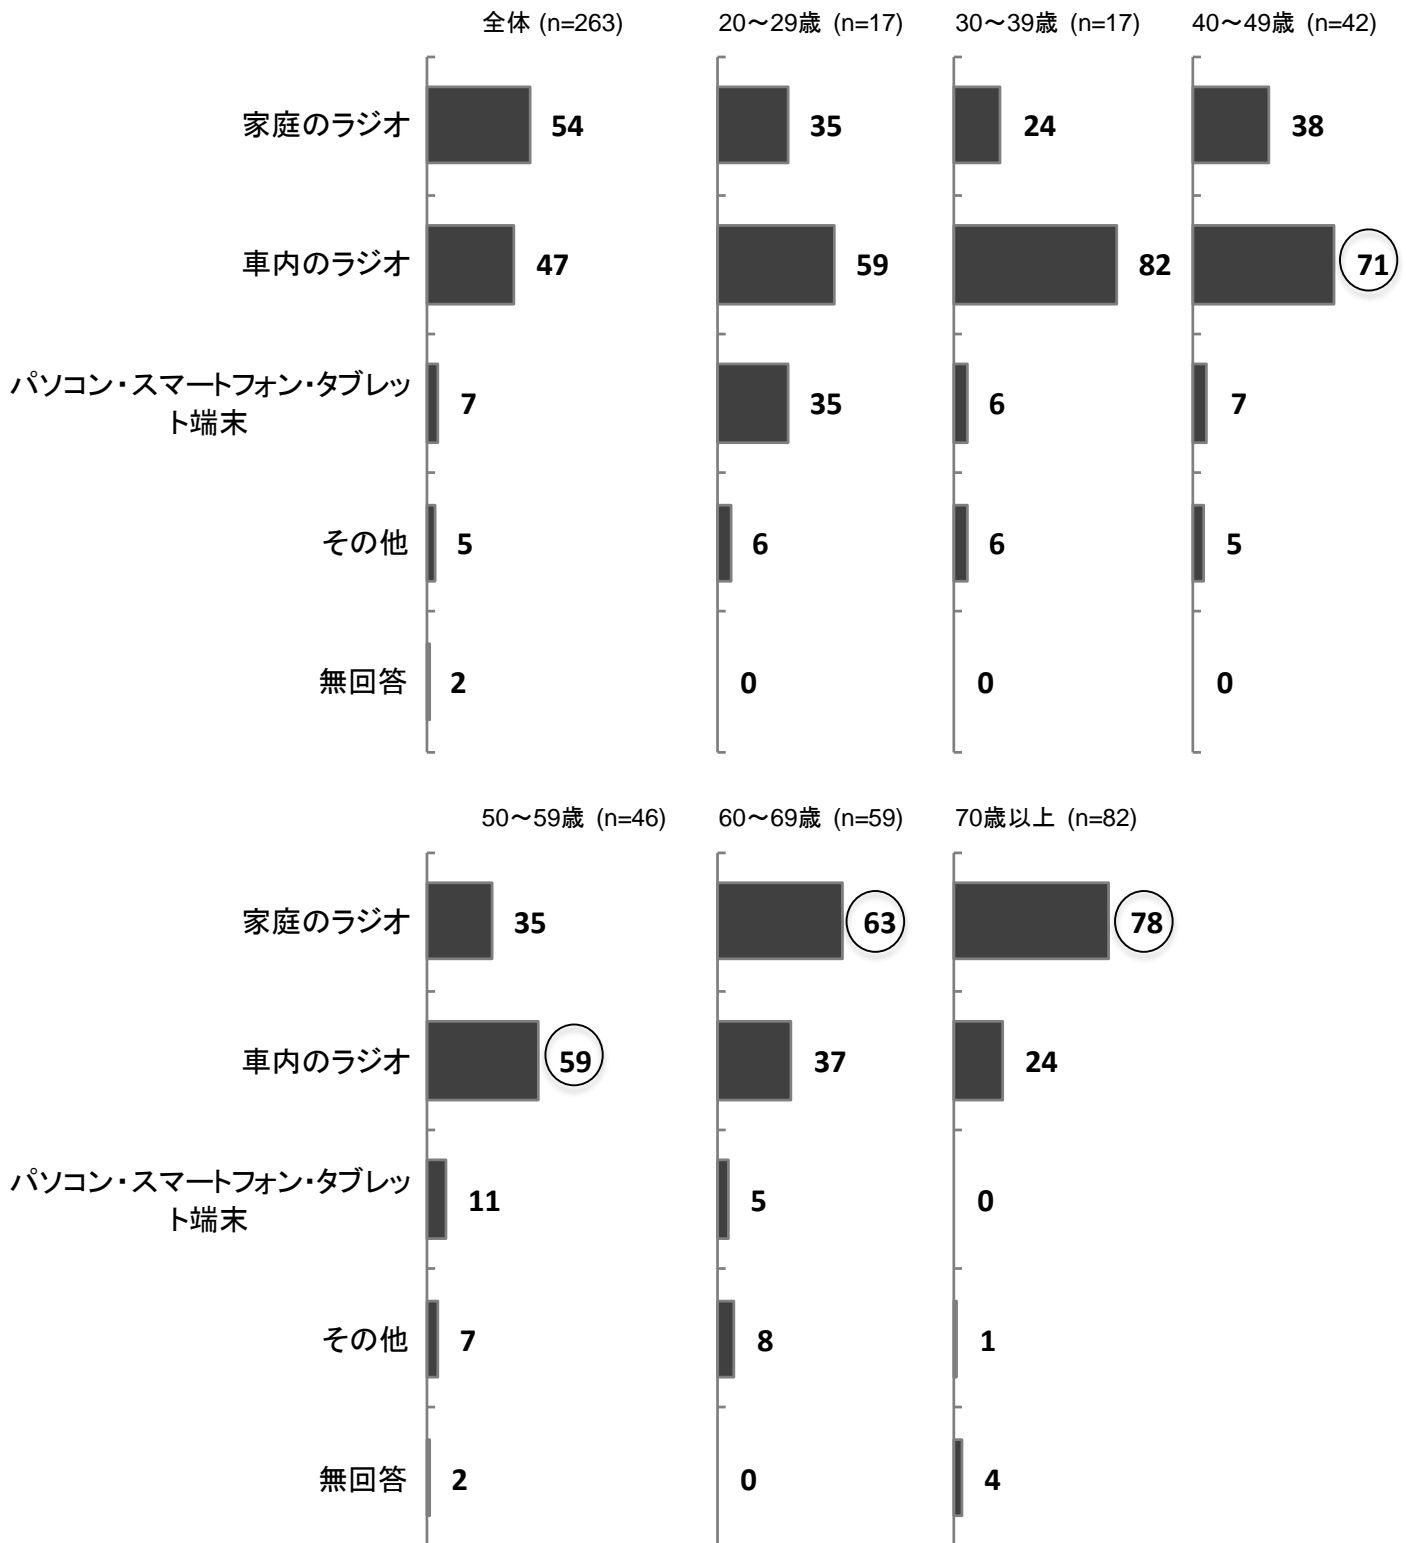 全体 (n=263) 20～29歳 (n=17) 30～39歳 (n=17) 40～49歳 (n=42)
家庭のラジオ 54 35 24 38
車内のラジオ 47 59 82 71
パソコン・スマートフォン・タブレッ
ト端末 7 35 6 7
その他 5 6 6 5
無回答 2 0 0 0
50～59歳 (n=46) 60～69歳 (n=59) 70歳以上 (n=82)
家庭のラジオ 35 63 78
車内のラジオ 59 37 24
パソコン・スマートフォン・タブレッ
ト端末 11 5 0
その他 7 8 1
無回答 2 0 4